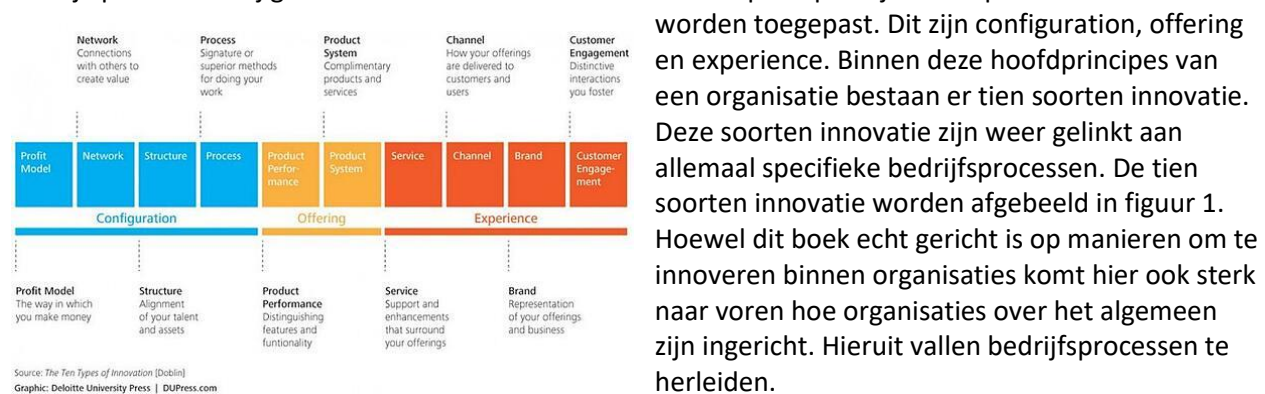 Network
Connections
with others to
create value
Process
Signature or
superior methods
for doing your
work
Product
System
Complimentary
products and
services
Channel
How your offerings
are delivered to
customers and
users
Customer
Engagement
Distinctive
interactions
you foster
Profit
Model
Network
Structure
Process
Product
Perfor-
mance
Product
System
Service
Channel
Brand
Customer
Engage-
ment
Configuration
Offering
Experience
Profit Model
The way in which
you make money
Structure
Alignment
of your talent
and assets
Product
Performance
Distinguishing
features and
funtionality
Service
Support and
enhancements
that surround
your offerings
Brand
Representation
of your offerings
and business
Source: The Ten Types of Innovation [Doblin]
Graphic: Deloitte University Press | DUPress.com
worden toegepast. Dit zijn configuration, offering
en experience. Binnen deze hoofdprincipes van
een organisatie bestaan er tien soorten innovatie.
Deze soorten innovatie zijn weer gelinkt aan
allemaal specifieke bedrijfsprocessen. De tien
soorten innovatie worden afgebeeld in figuur 1.
Hoewel dit boek echt gericht is op manieren om te
innoveren binnen organisaties komt hier ook sterk
naar voren hoe organisaties over het algemeen
zijn ingericht. Hieruit vallen bedrijfsprocessen te
herleiden.